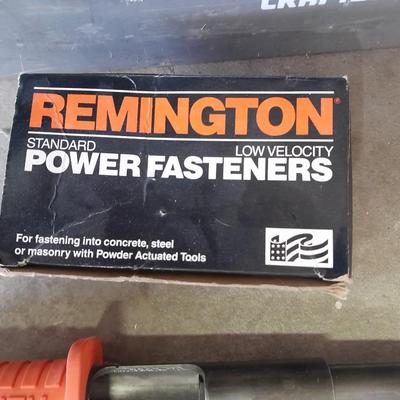 REMINGTON®
STANDARD LOW VELOCITY
POWER FASTENERS
For fastening into concrete, steel
or masonry with Powder Actuated Tools